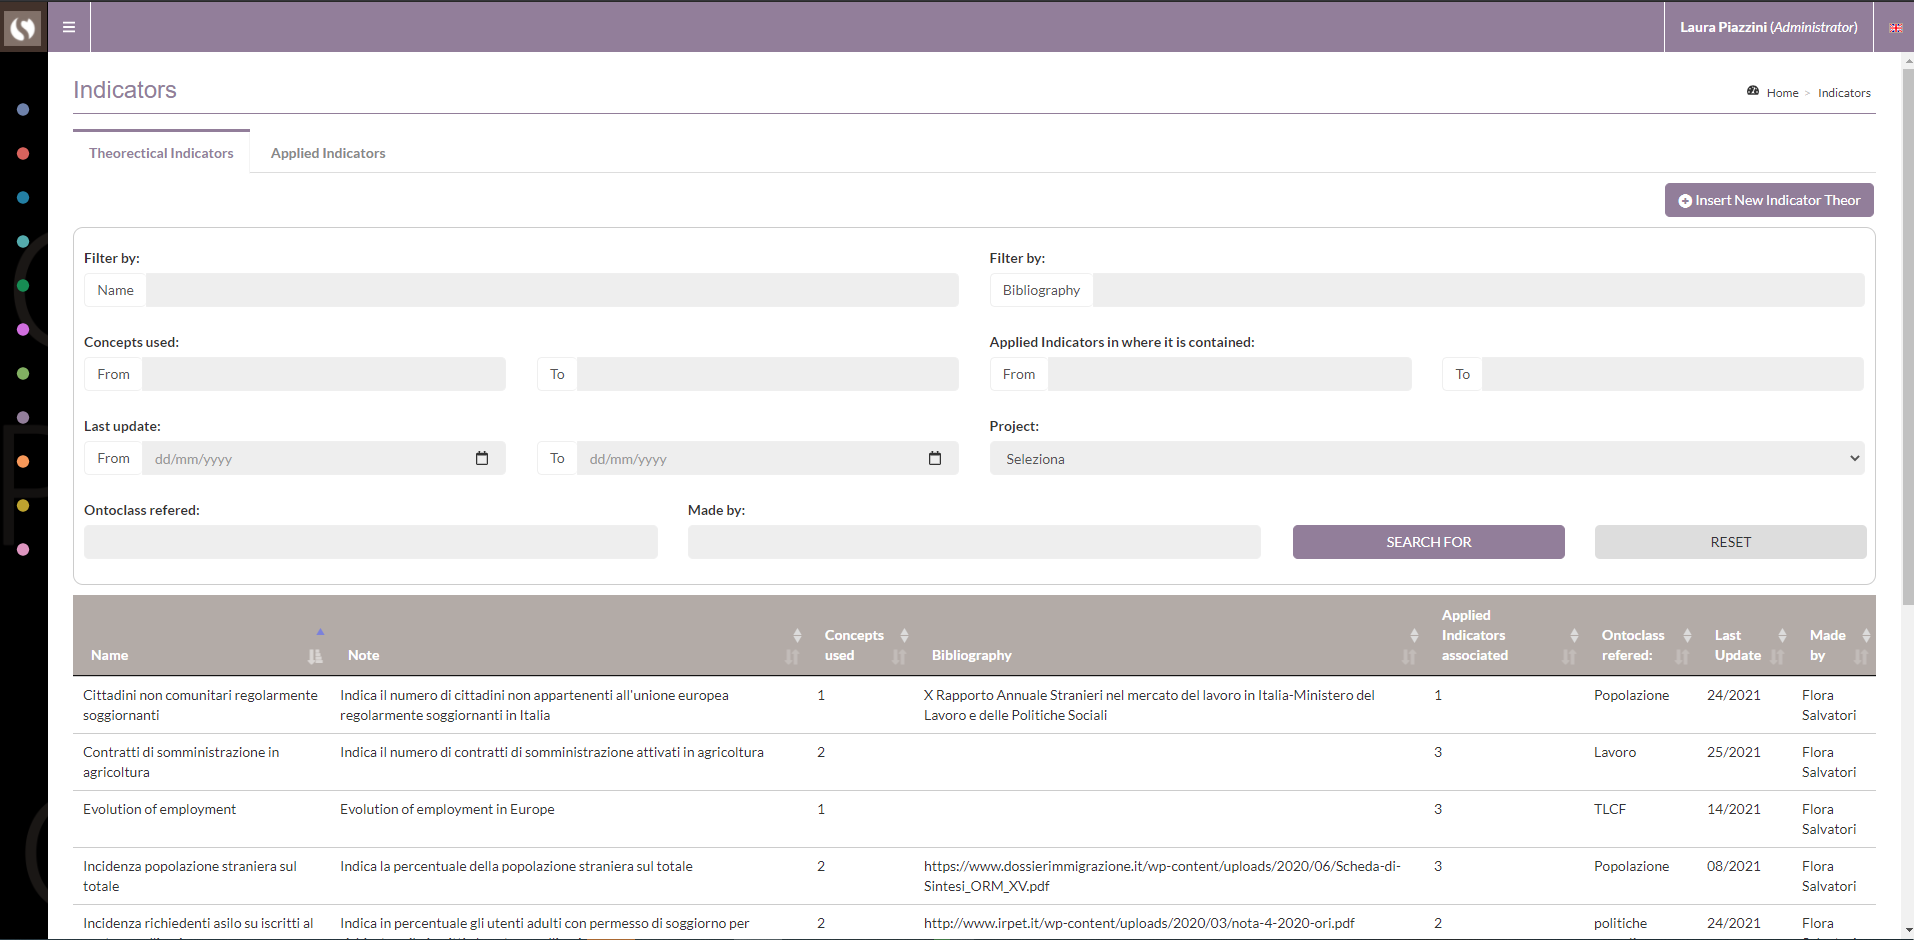 Laura Piazzini (Administrator)
Indicators
Home > Indicators
Theorectical Indicators
Applied Indicators
Insert New Indicator Theor
Filter by:
Name
Filter by:
Bibliography
Concepts used:
From
To
Applied Indicators in where it is contained:
From
To
Last update:
From dd/mm/yyyy
To dd/mm/yyyy
Project:
Seleziona
Ontoclass refered:
Made by:
SEARCH FOR
RESET
Name
Note
Concepts
used
Bibliography
Applied
Indicators
associated
Ontoclass
refered:
Last
Update
Made
by
Cittadini non comunitari regolarmente
soggiornanti
Indica il numero di cittadini non appartenenti all'unione europea
regolarmente soggiornanti in Italia
1
X Rapporto Annuale Stranieri nel mercato del lavoro in Italia-Ministero del
Lavoro e delle Politiche Sociali
1
Popolazione
24/2021
Flora
Salvatori
Contratti di somministrazione in
agricoltura
Indica il numero di contratti di somministrazione attivati in agricoltura
2
3
Lavoro
25/2021
Flora
Salvatori
Evolution of employment
Evolution of employment in Europe
1
3
TLCF
14/2021
Flora
Salvatori
Incidenza popolazione straniera sul
totale
Indica la percentuale della popolazione straniera sul totale
2
https://www.dossierimmigrazione.it/wp-content/uploads/2020/06/Scheda-di-
Sintesi_ORM_XV.pdf
3
Popolazione
08/2021
Flora
Salvatori
Incidenza richiedenti asilo su iscritti al
Indica in percentuale gli utenti adulti con permesso di soggiorno per
2
http://www.irpet.it/wp-content/uploads/2020/03/nota-4-2020-ori.pdf
2
politiche
24/2021
Flora